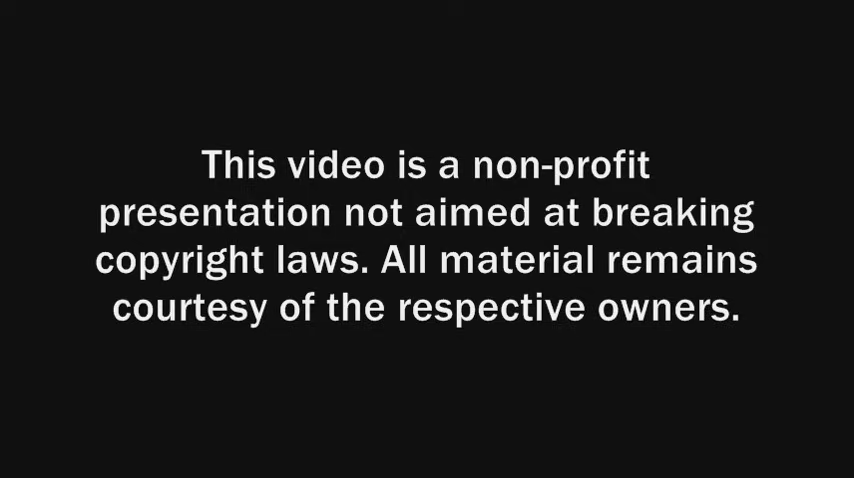 This video is a non-profit
presentation not aimed at breaking
copyright laws. All material remains
courtesy of the respective owners.